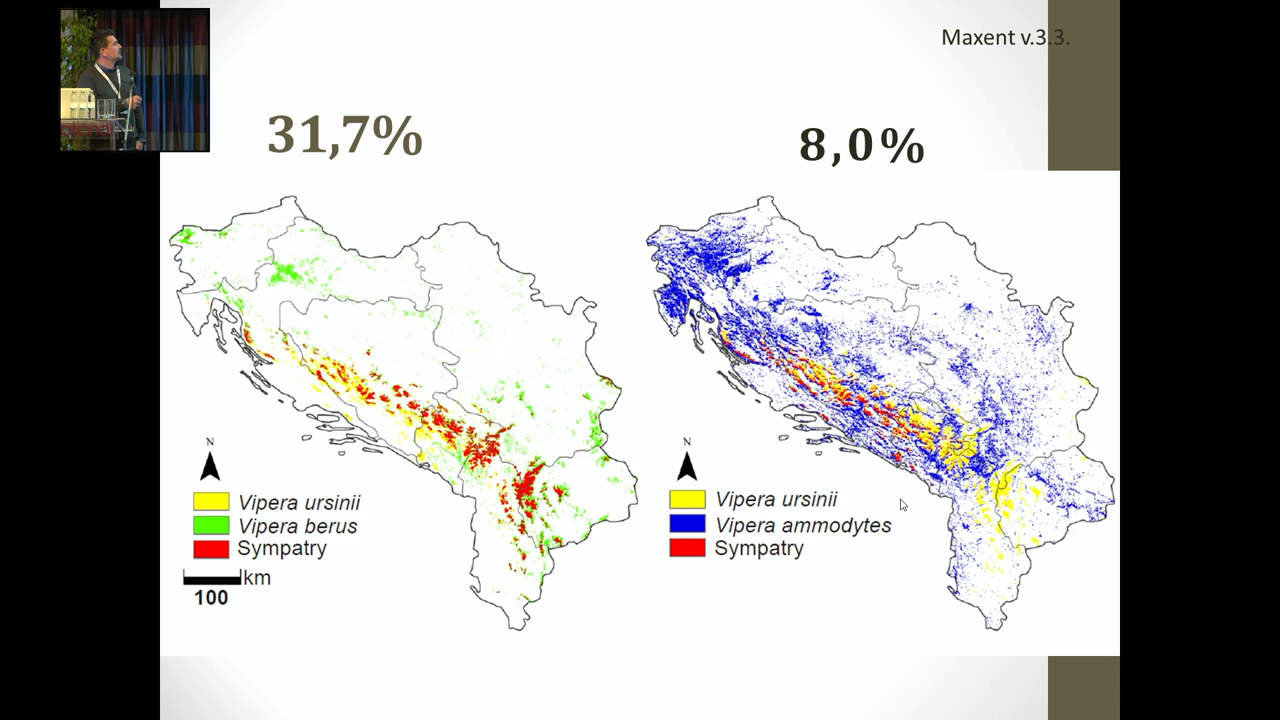 Maxent v.3.3.
31,7%
8,0%
N
Vipera ursinii
Vipera berus
Sympatry
km
100
N
Vipera ursinii
Vipera ammodytes
Sympatry